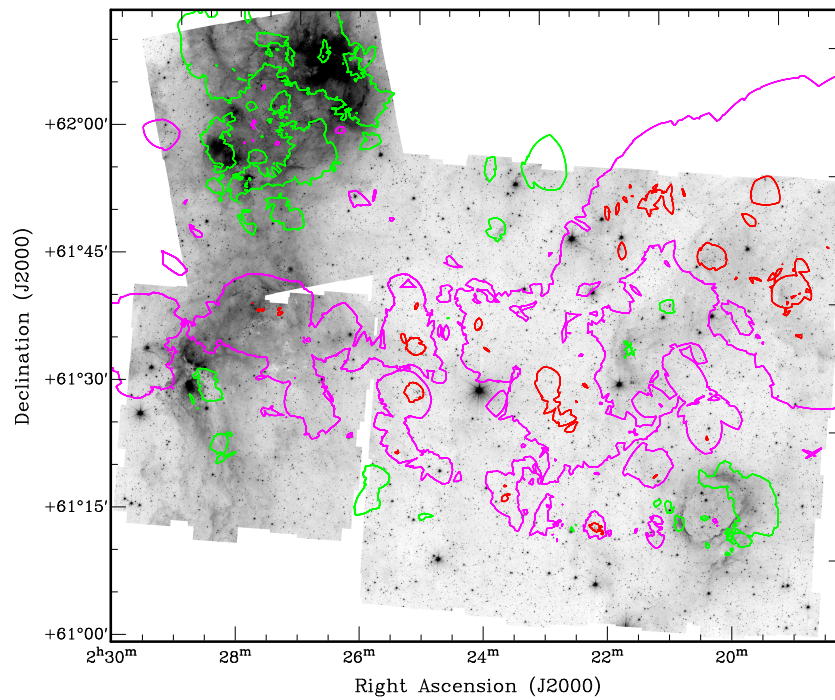 +62°00′
+61°45′
+61°30′
+61°15′
+61°00′
2ʰ30ᵐ 28ᵐ 26ᵐ 24ᵐ 22ᵐ 20ᵐ
Declination (J2000)
Right Ascension (J2000)